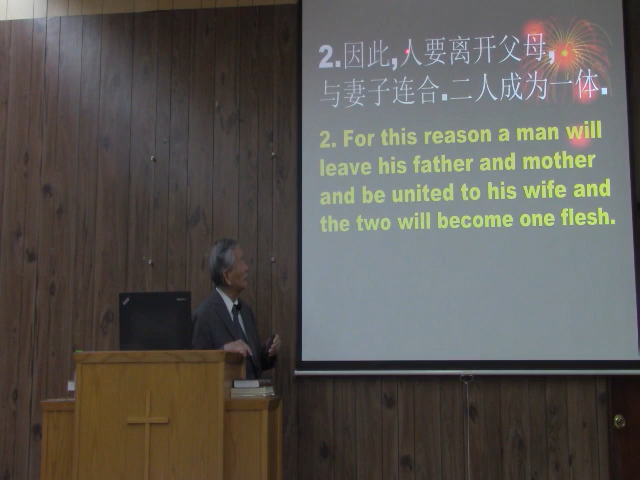 2.因此,人要离开父母,
与妻子连合.二人成为一体.
2. For this reason a man will
leave his father and mother
and be united to his wife and
the two will become one flesh.